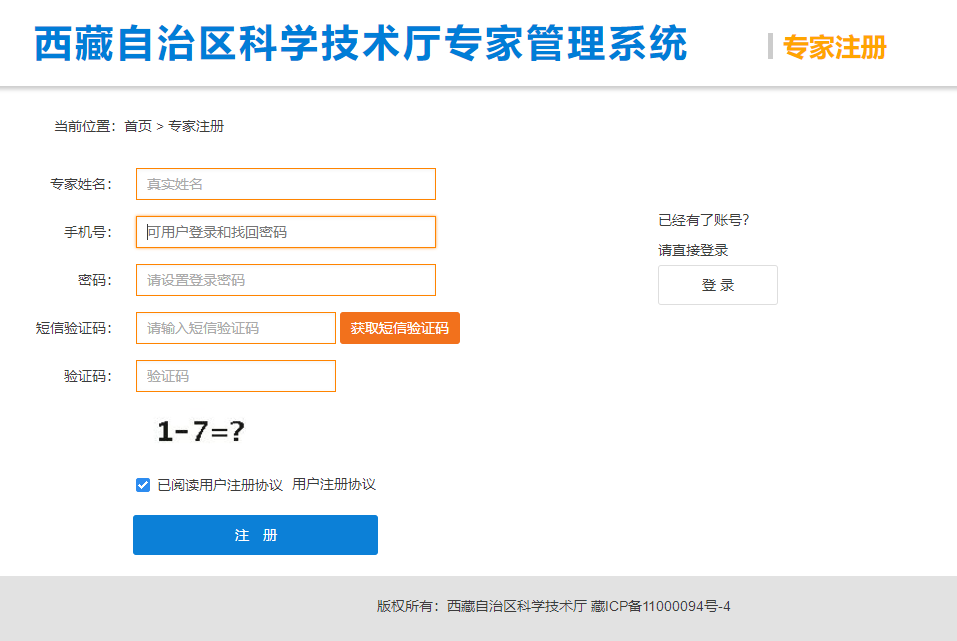 西藏自治区科学技术厅专家管理系统
专家注册
当前位置：首页 > 专家注册
专家姓名： 真实姓名
手机号： 可用户登录和找回密码
密码： 请设置登录密码
短信验证码： 请输入短信验证码 获取短信验证码
验证码： 验证码
1-7=?
已阅读用户注册协议 用户注册协议
注 册
已经有了账号?
请直接登录
登 录
版权所有：西藏自治区科学技术厅 藏ICP备11000094号-4